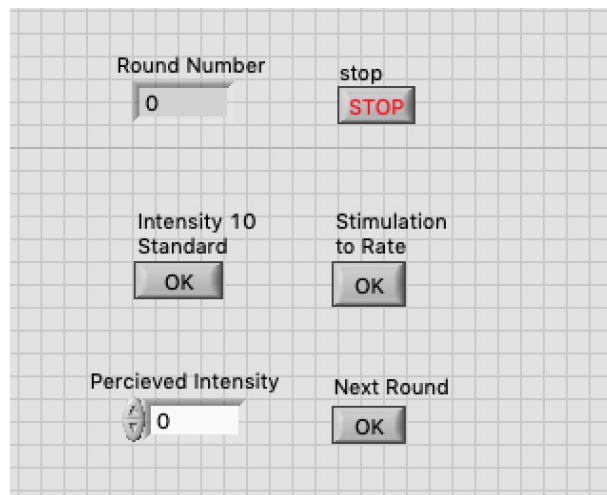 Round Number
0
stop
STOP
Intensity 10
Standard
OK
Stimulation
to Rate
OK
Percieved Intensity
0
Next Round
OK